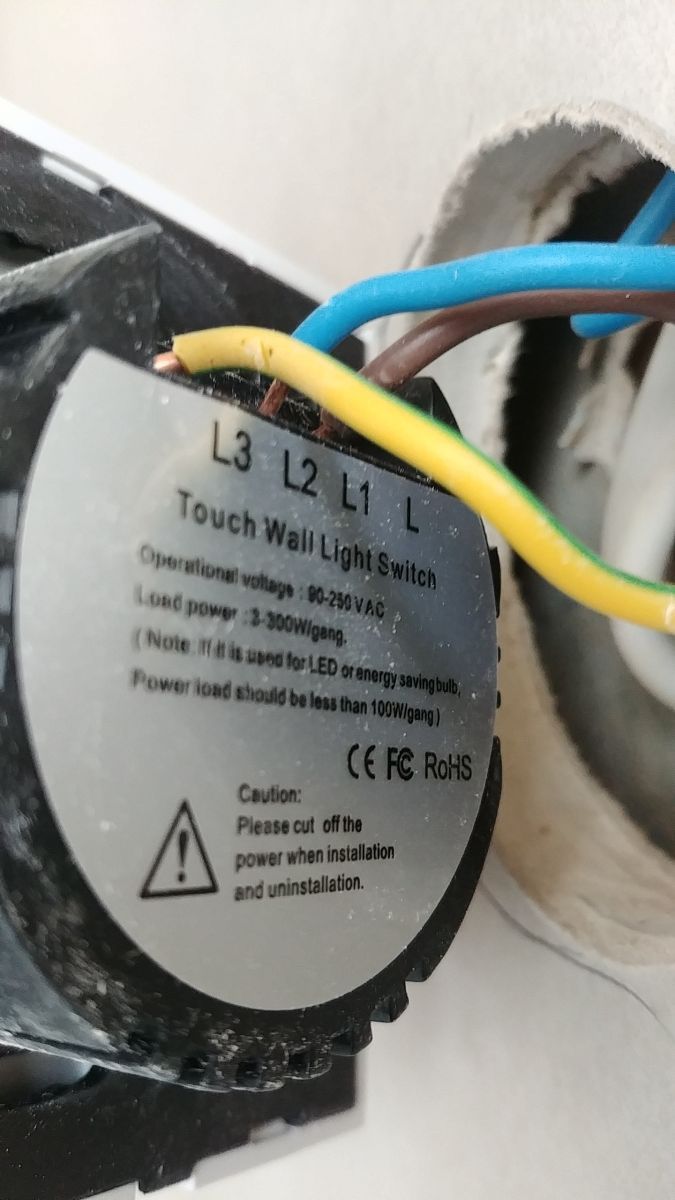 L3 L2 L1 L
Touch Wall Light Switch
Operational voltage : 90-250VAC
Load power : 3-300W/gang.
( Note: If it is used for LED or energy saving bulb,
Power load should be less than 100W/gang )
CE FC RoHS
Caution:
Please cut off the
power when installation
and uninstallation.